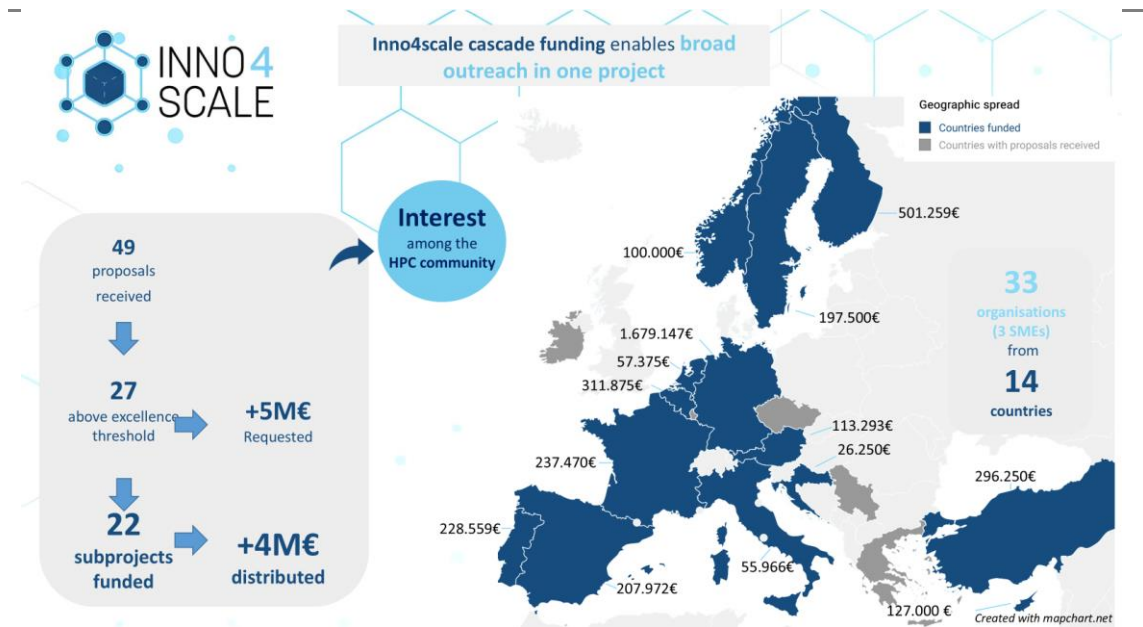 INNO 4
SCALE
Inno4scale cascade funding enables broad
outreach in one project
Geographic spread
Countries funded
Countries with proposals received
Interest
among the
HPC community
49
proposals
received
27
above excellence
threshold
+5M€
Requested
22
subprojects
funded
+4M€
distributed
501.259€
100.000€
197.500€
1.679.147€
57.375€
311.875€
113.293€
26.250€
237.470€
296.250€
228.559€
55.966€
207.972€
127.000 €
33
organisations
(3 SMEs)
from
14
countries
Created with mapchart.net